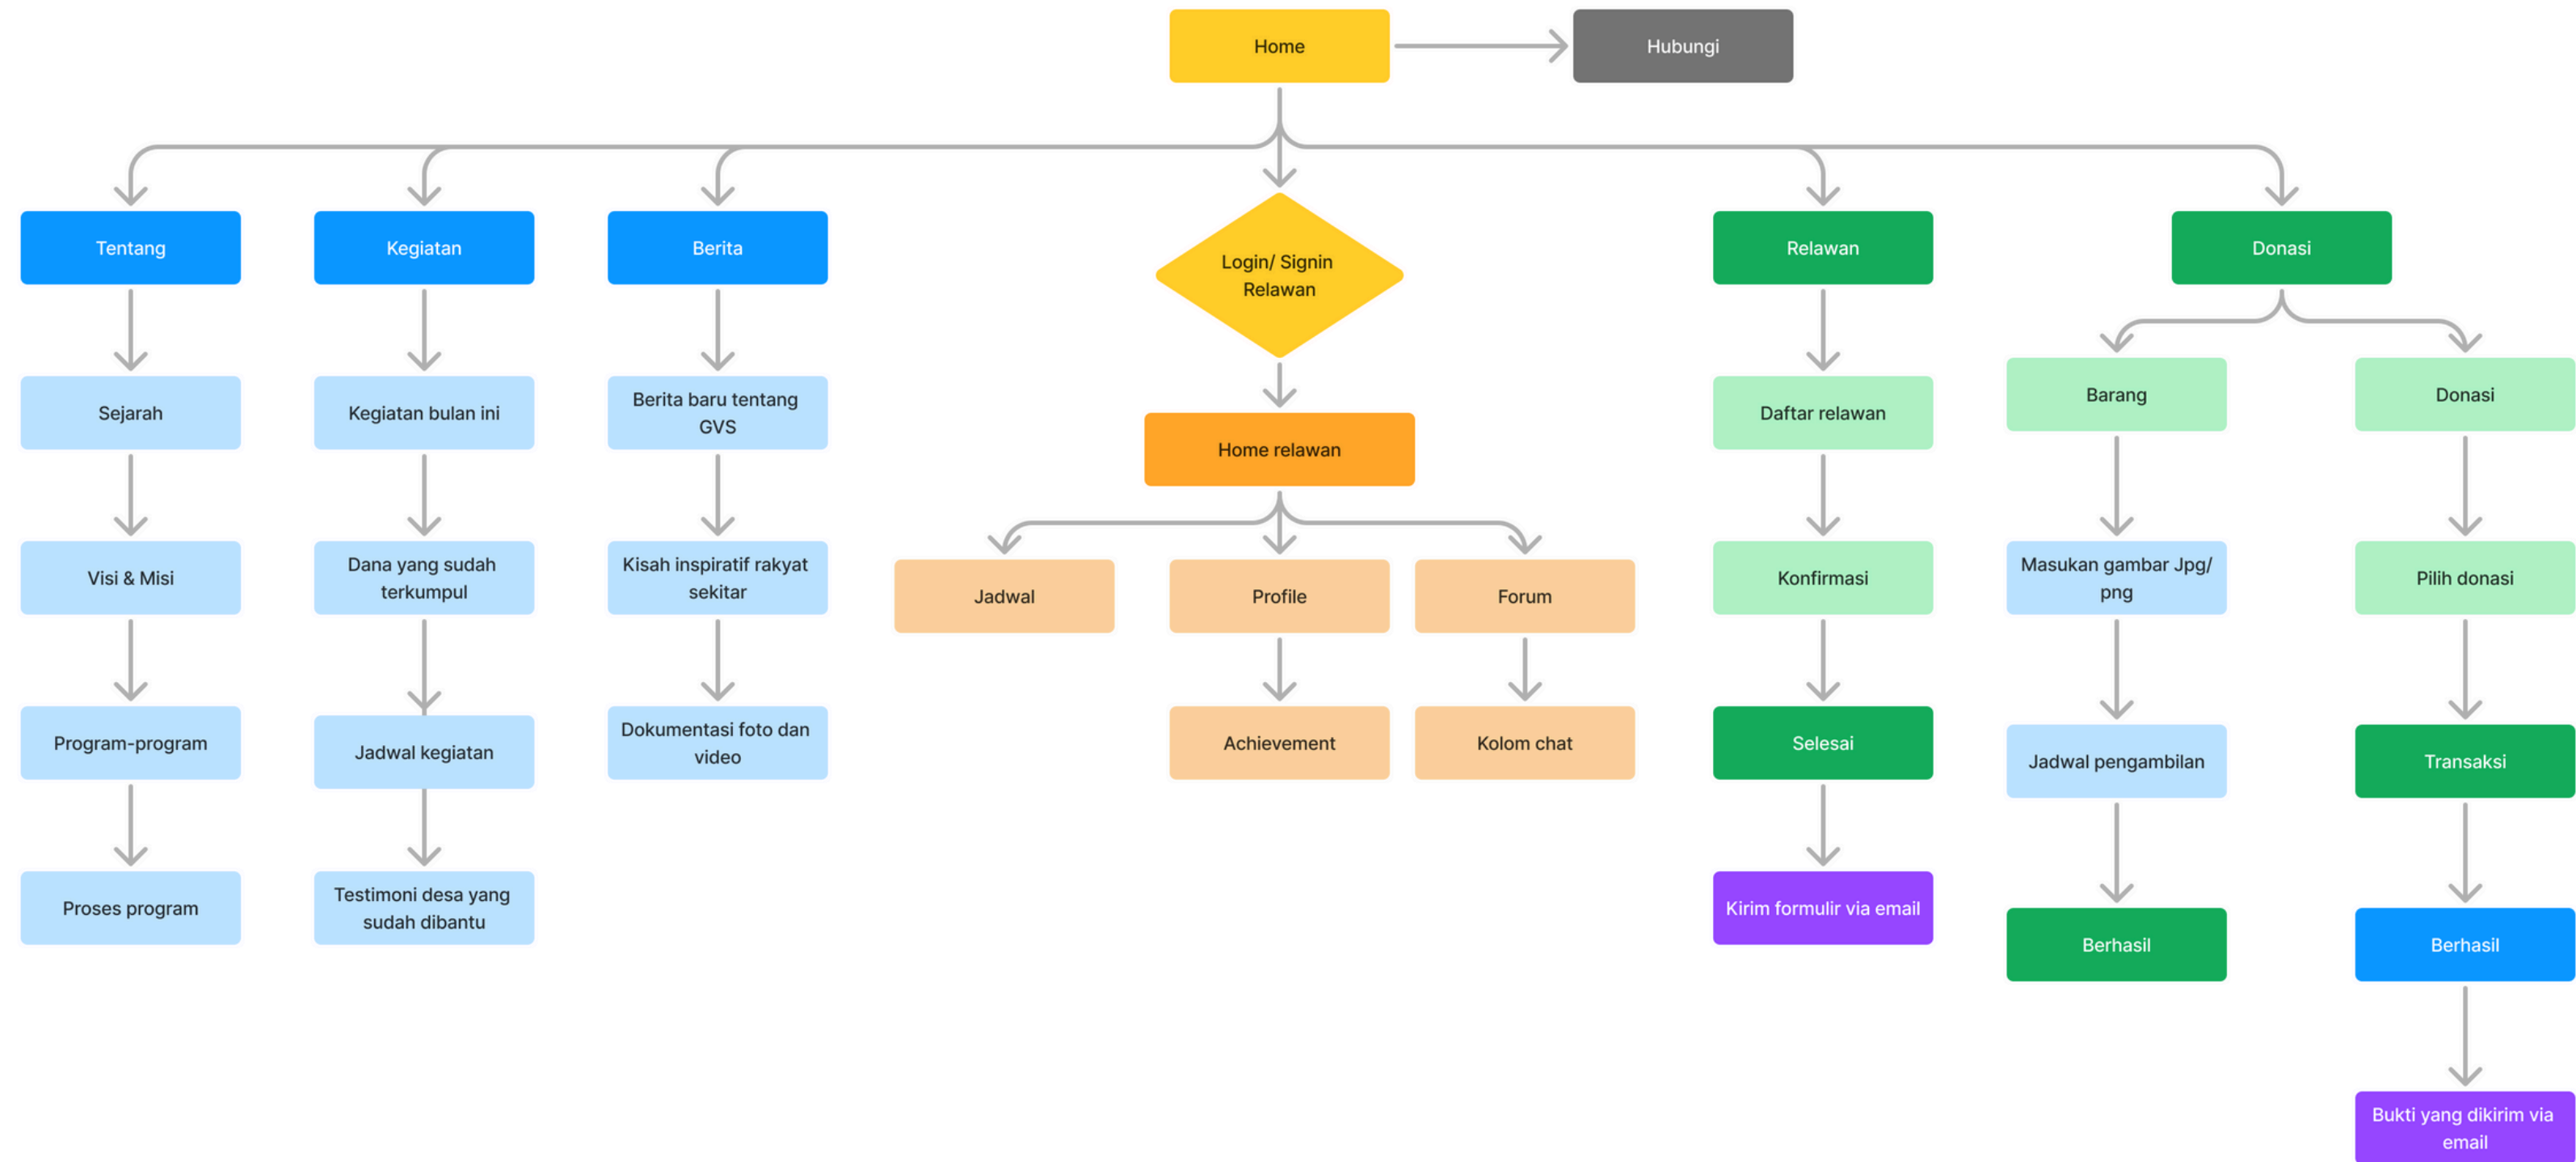 Home
Hubungi
Tentang
Kegiatan
Berita
Login/ Signin
Relawan
Relawan
Donasi
Sejarah
Kegiatan bulan ini
Berita baru tentang
GVS
Home relawan
Daftar relawan
Barang
Donasi
Visi & Misi
Dana yang sudah
terkumpul
Kisah inspiratif rakyat
sekitar
Jadwal
Profile
Forum
Konfirmasi
Masukan gambar Jpg/
png
Pilih donasi
Program-program
Jadwal kegiatan
Dokumentasi foto dan
video
Achievement
Kolom chat
Selesai
Jadwal pengambilan
Transaksi
Proses program
Testimoni desa yang
sudah dibantu
Kirim formulir via email
Berhasil
Berhasil
Bukti yang dikirim via
email